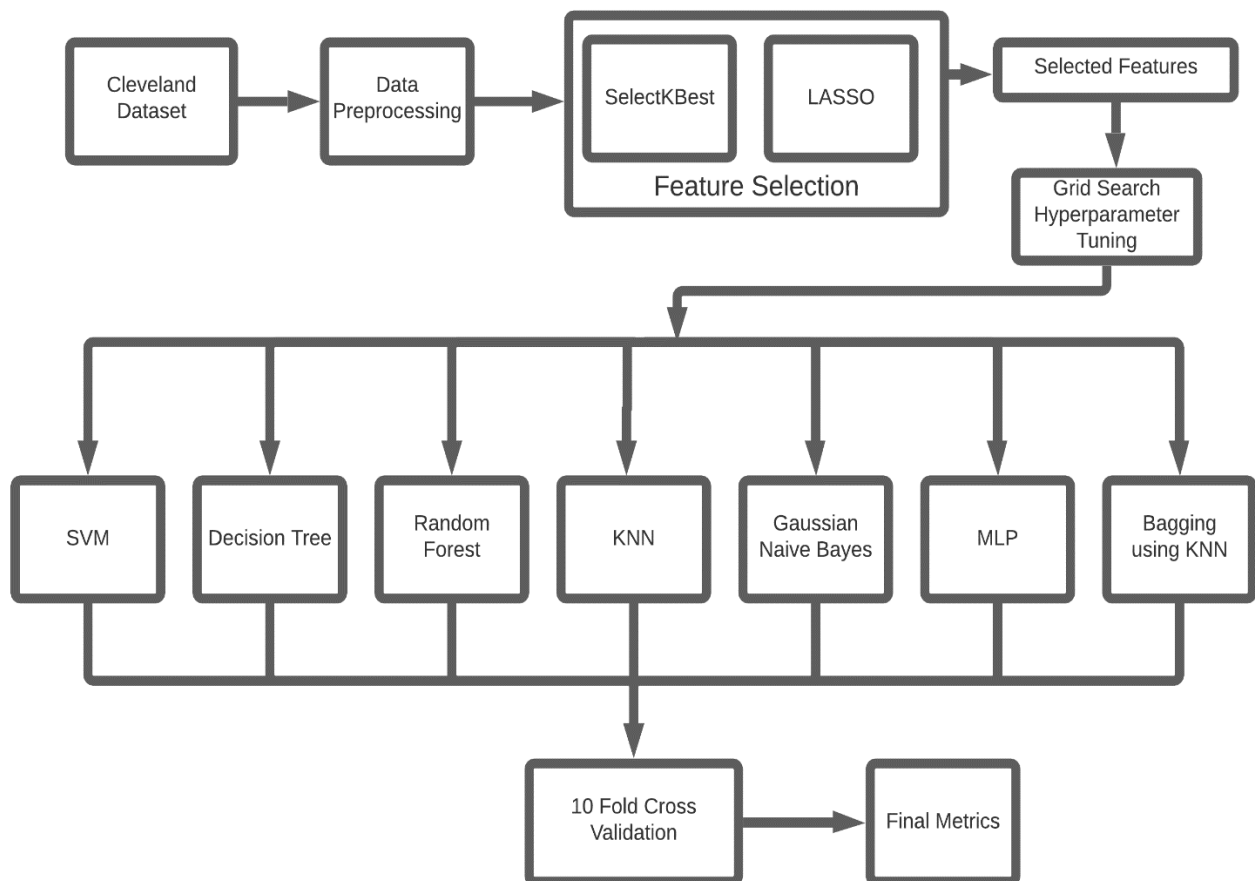 Cleveland
Dataset
Data
Preprocessing
SelectKBest
LASSO
Feature Selection
Selected Features
Grid Search
Hyperparameter
Tuning
SVM
Decision Tree
Random
Forest
KNN
Gaussian
Naive Bayes
MLP
Bagging
using KNN
10 Fold Cross
Validation
Final Metrics